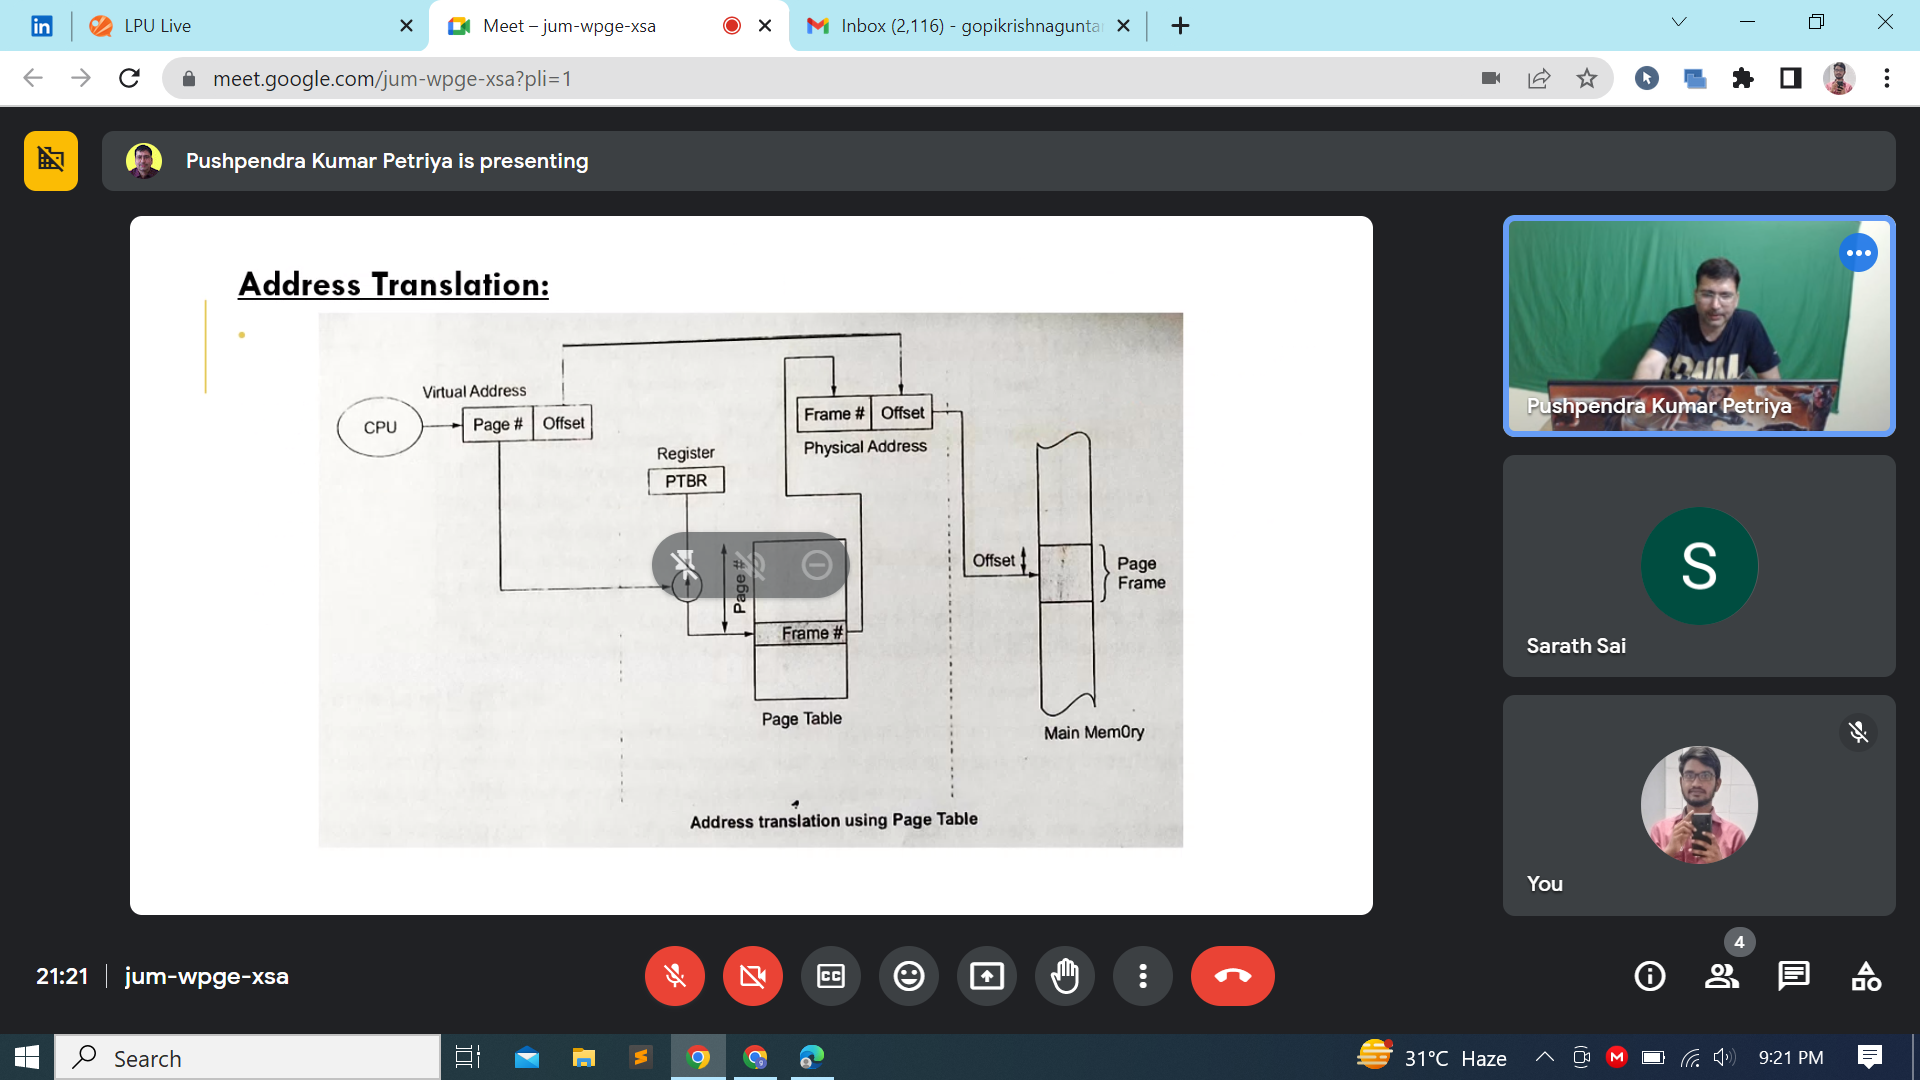 LPU Live
Meet – jum-wpge-xsa
Inbox (2,116) - gopikrishnagunta
meet.google.com/jum-wpge-xsa?pli=1
Pushpendra Kumar Petriya is presenting
Address Translation:
Virtual Address
CPU
Page #
Offset
Frame #
Offset
Physical Address
Register
PTBR
Page #
Frame #
Page Table
Offset
Page
Frame
Main Mem0ry
Address translation using Page Table
Pushpendra Kumar Petriya
S
Sarath Sai
You
21:21
jum-wpge-xsa
CC
4
Search
31°C Haze
9:21 PM